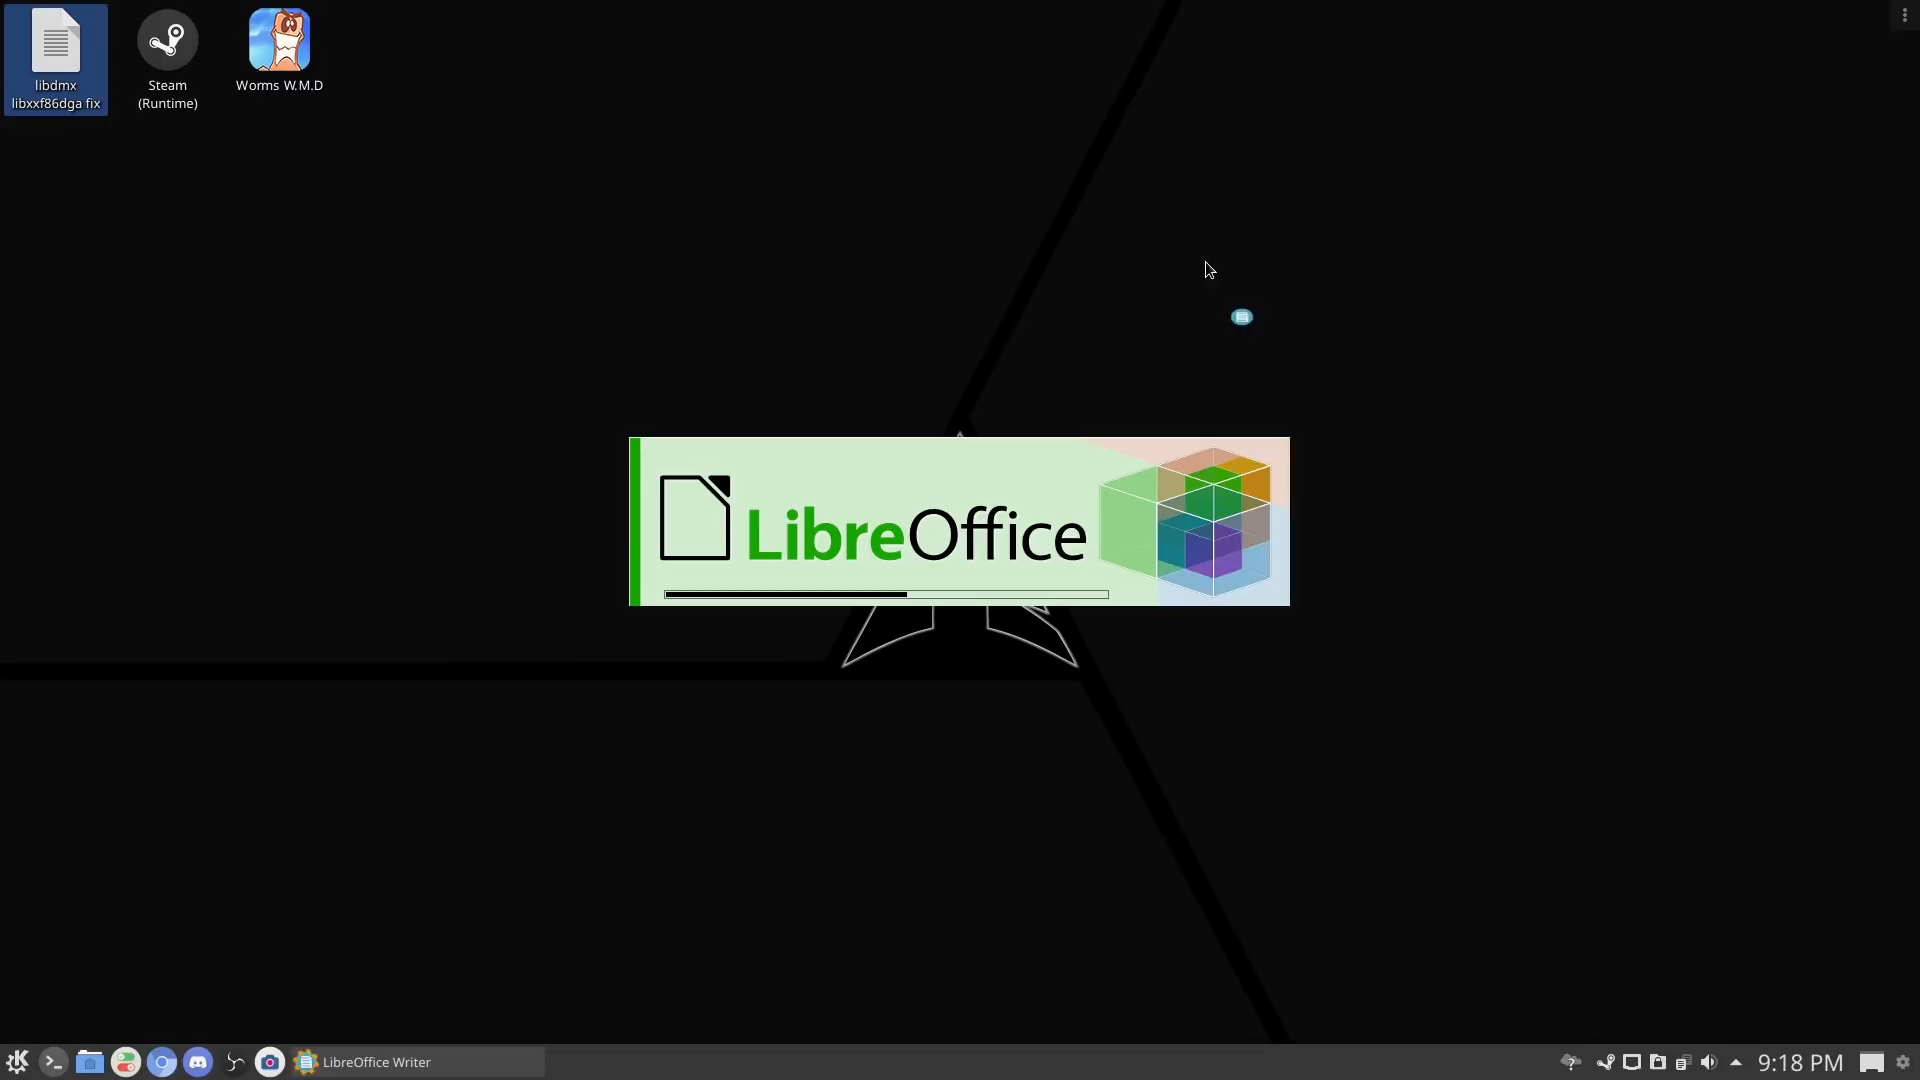 libdmx
libxxf86dga fix
Steam
(Runtime)
Worms W.M.D
LibreOffice
LibreOffice Writer
9:18 PM